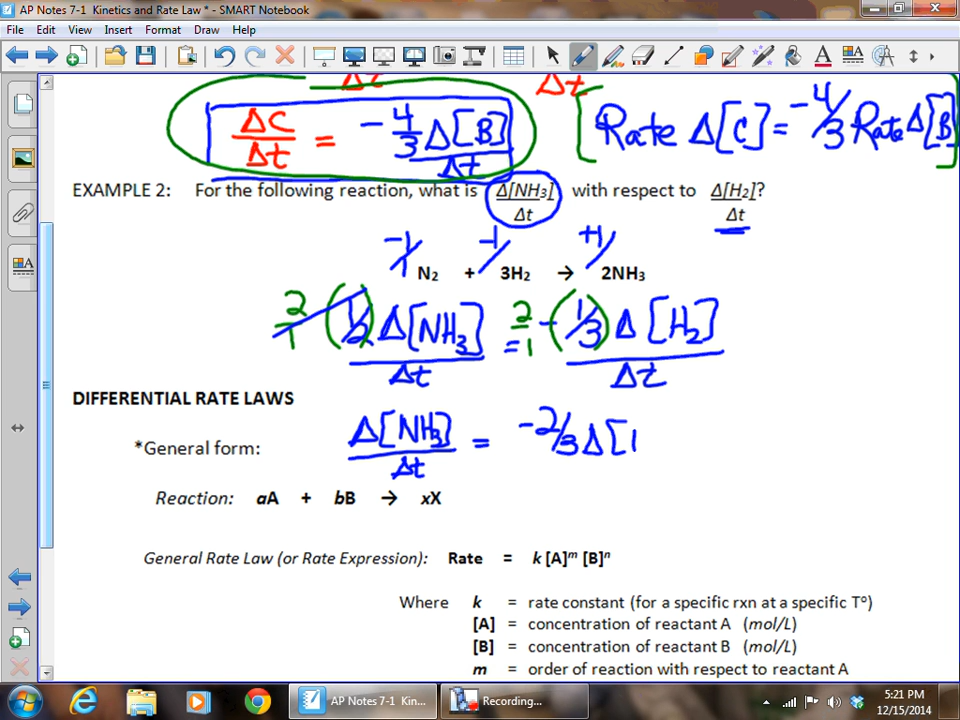 AP Notes 7-1 Kinetics and Rate Law * - SMART Notebook
File Edit View Insert Format Draw Help
Δt Δt
ΔC/Δt = -4/3 Δ[B]/Δt
Rate Δ[C] = -4/3 Rate Δ[B]
EXAMPLE 2: For the following reaction, what is Δ[NH₃]/Δt with respect to Δ[H₂]/Δt?
-1/ -1/ +1/
N₂ + 3H₂ → 2NH₃
2/1 (1/2) Δ[NH₃]/Δt = 2/1 - (1/3) Δ[H₂]/Δt
DIFFERENTIAL RATE LAWS
Δ[NH₃]/Δt = -2/3 Δ[
*General form:
Reaction: aA + bB → xX
General Rate Law (or Rate Expression): Rate = k [A]ᵐ [B]ⁿ
Where k = rate constant (for a specific rxn at a specific T°)
[A] = concentration of reactant A (mol/L)
[B] = concentration of reactant B (mol/L)
m = order of reaction with respect to reactant A
AP Notes 7-1 Kin... Recording...
5:21 PM
12/15/2014